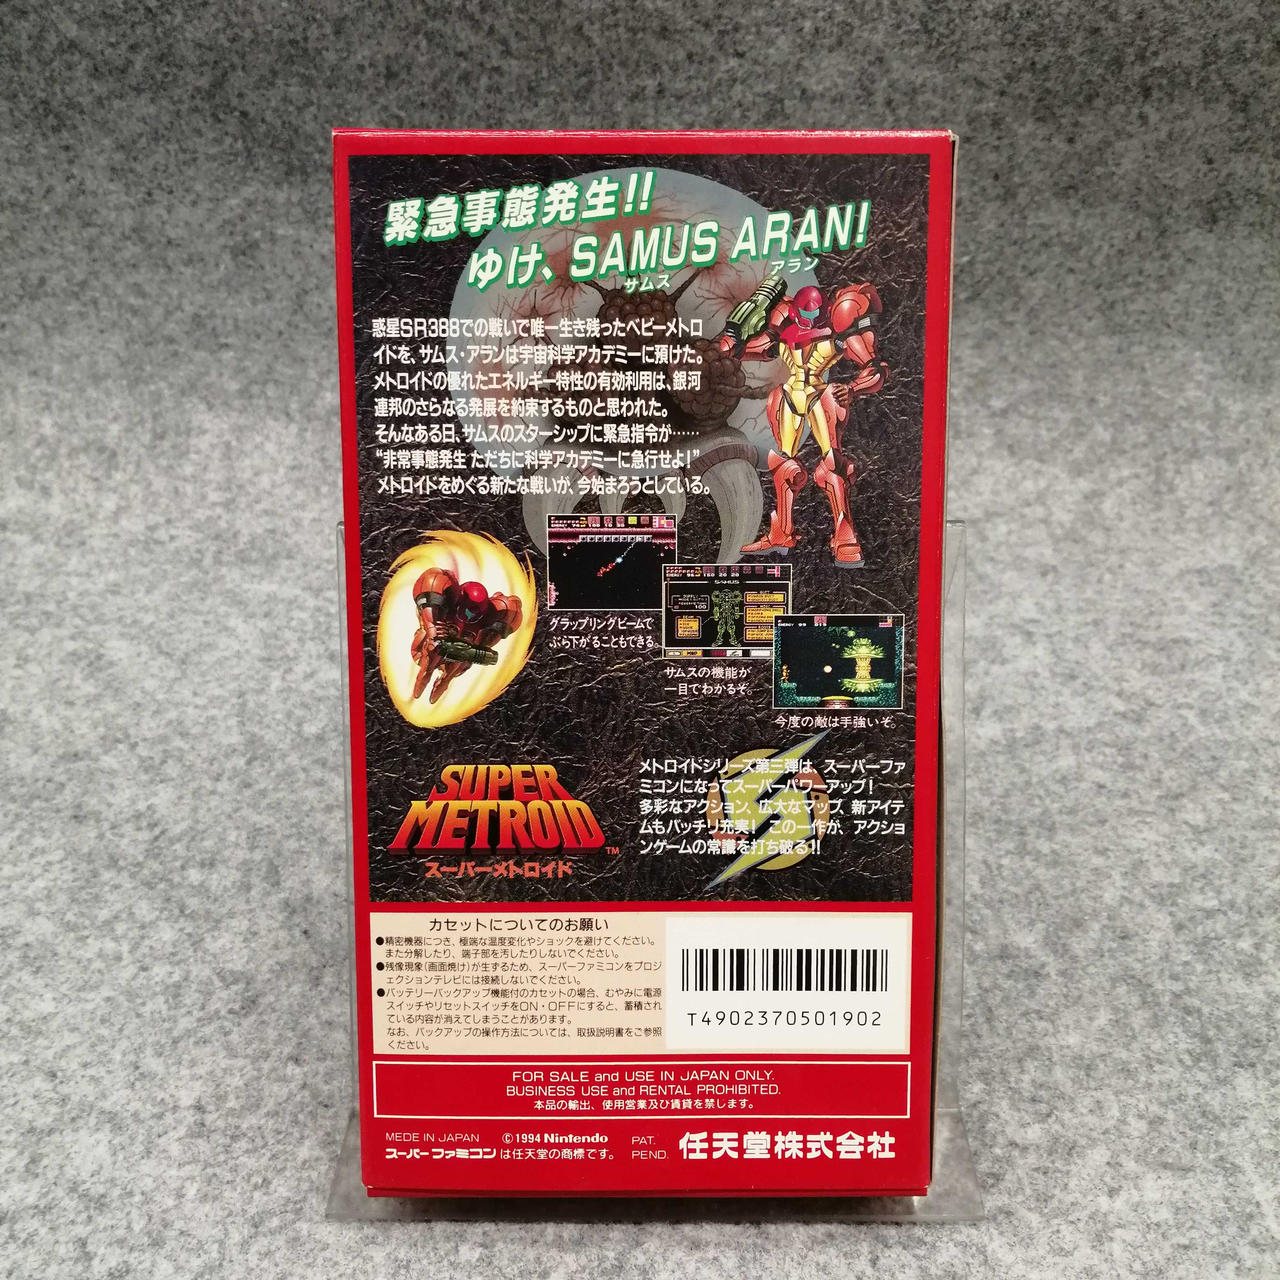 緊急事態発生!!
ゆけ、SAMUS ARAN!
サムス アラン
惑星SR388での戦いで唯一生き残ったベビーメトロ
イドを、サムス・アランは宇宙科学アカデミーに預けた。
メトロイドの優れたエネルギー特性の有効利用は、銀河
連邦のさらなる発展を約束するものと思われた。
そんなある日、サムスのスターシップに緊急指令が……
“非常事態発生 ただちに科学アカデミーに急行せよ!”
メトロイドをめぐる新たな戦いが、今始まろうとしている。
グラップリングビームで
ぶら下がることもできる。
SAMUS
サムスの機能が
一目でわかるぞ。
ENERGY 99
今度の敵は手強いぞ。
SUPER
METROID™
スーパーメトロイド
メトロイドシリーズ第三弾は、スーパーファ
ミコンになってスーパーパワーアップ!
多彩なアクション、広大なマップ、新アイテ
ムもバッチリ充実! この一作が、アクショ
ンゲームの常識を打ち破る!!
カセットについてのお願い
●精密機器につき、極端な温度変化やショックを避けてください。
また分解したり、端子部を汚したりしないでください。
●残像現象(画面焼け)が生ずるため、スーパーファミコンをプロジ
ェクションテレビには接続しないでください。
●バッテリーバックアップ機能付のカセットの場合、むやみに電源
スイッチやリセットスイッチをON・OFFにすると、蓄積され
ている内容が消えてしまうことがあります。
なお、バックアップの操作方法については、取扱説明書をご参照
ください。
T4902370501902
FOR SALE and USE IN JAPAN ONLY.
BUSINESS USE and RENTAL PROHIBITED.
本品の輸出、使用営業及び賃貸を禁じます。
MEDE IN JAPAN ©1994 Nintendo PAT.
スーパーファミコンは任天堂の商標です。 PEND.
任天堂株式会社